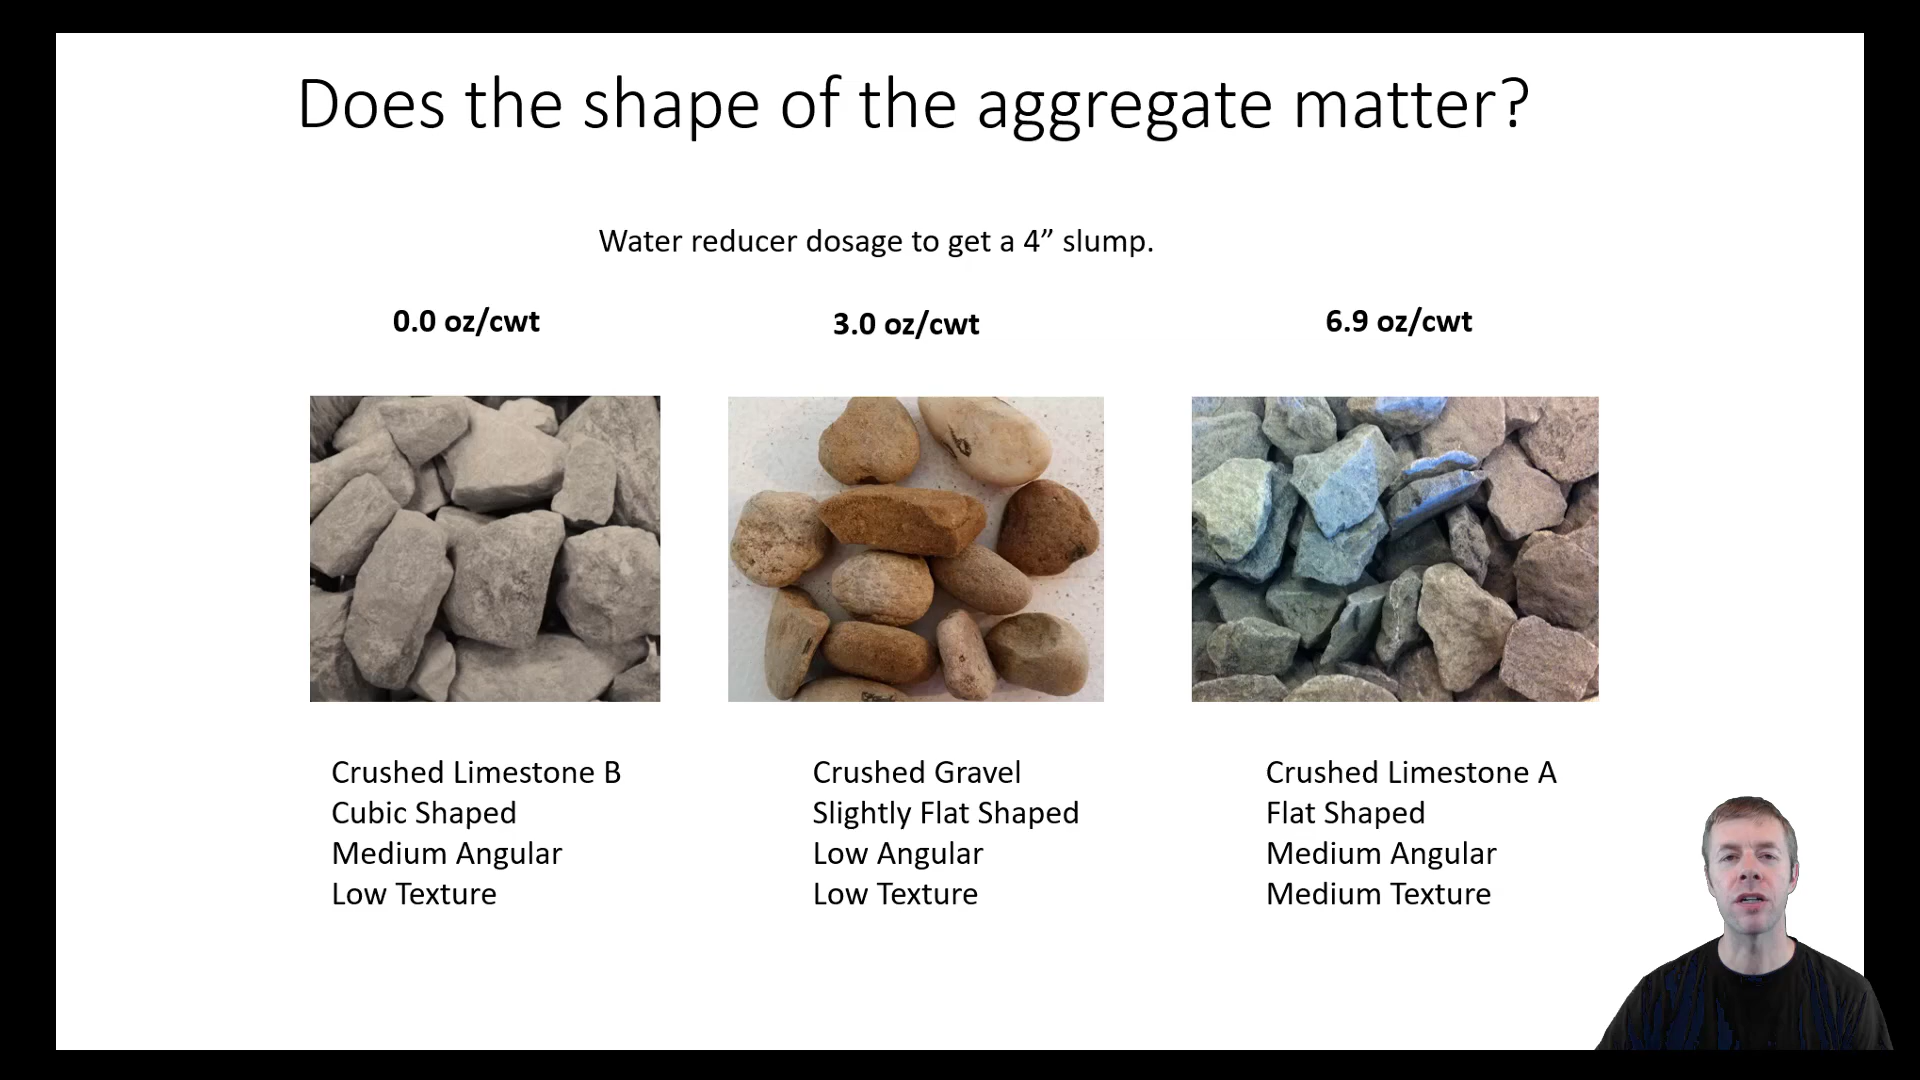 Does the shape of the aggregate matter?
Water reducer dosage to get a 4” slump.
0.0 oz/cwt
3.0 oz/cwt
6.9 oz/cwt
Crushed Limestone B
Cubic Shaped
Medium Angular
Low Texture
Crushed Gravel
Slightly Flat Shaped
Low Angular
Low Texture
Crushed Limestone A
Flat Shaped
Medium Angular
Medium Texture